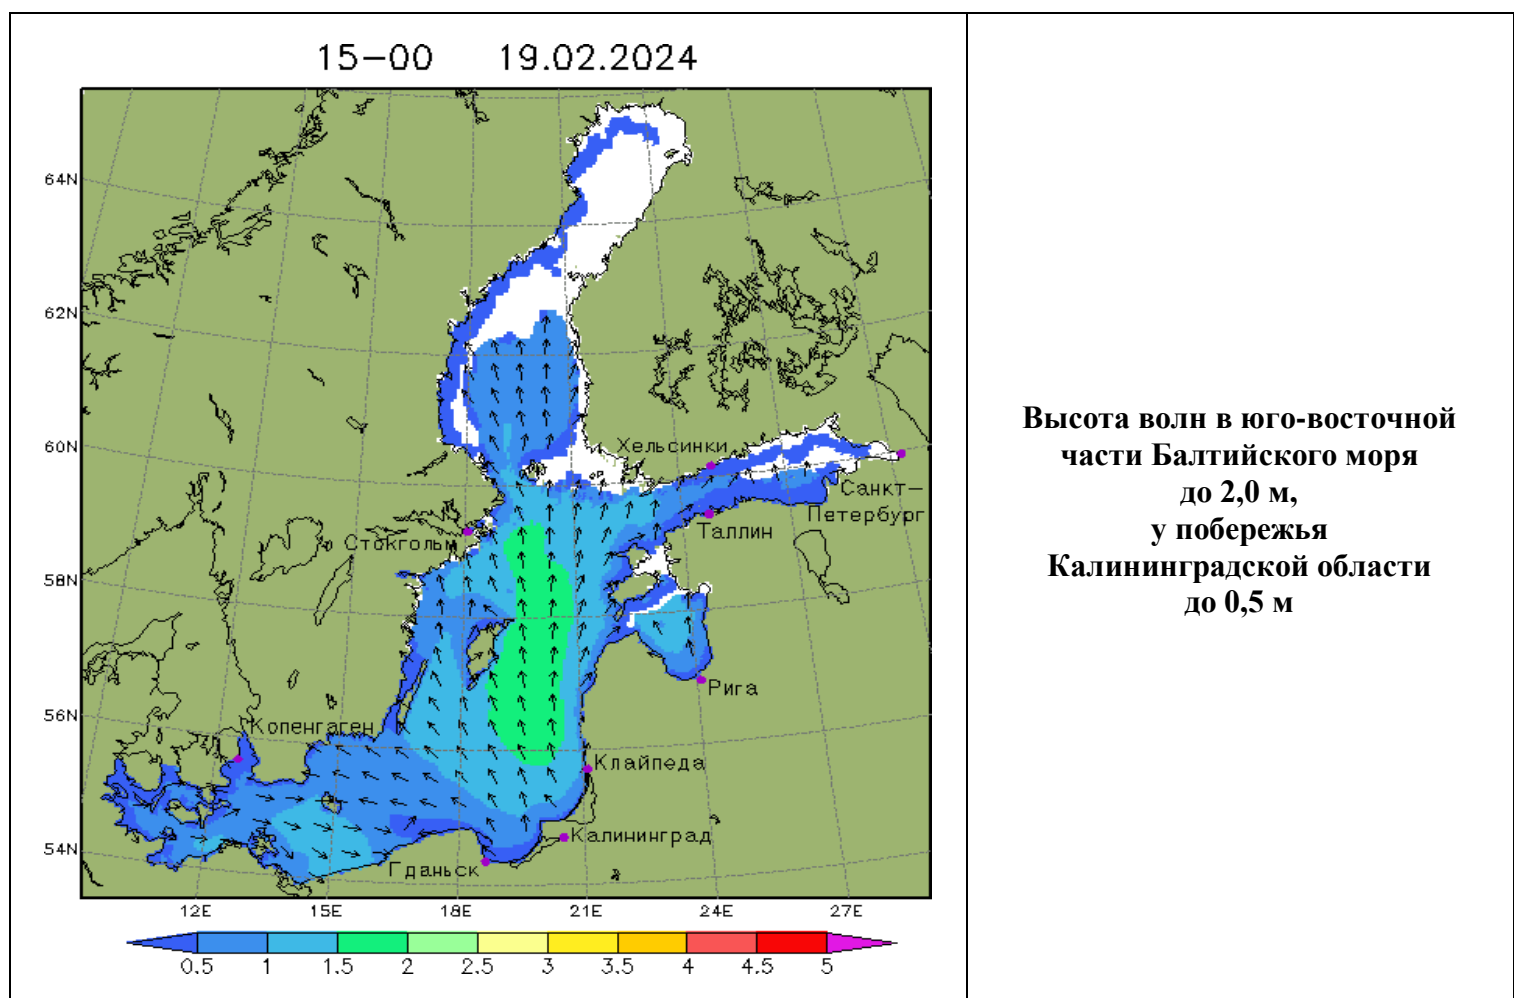 15-00 19.02.2024
64N
62N
60N
58N
56N
54N
Хельсинки
Санкт-
Петербург
Таллин
Стокгольм
Рига
Копенгаген
Клайпеда
Калининград
Гданьск
12E 15E 18E 21E 24E 27E
0.5 1 1.5 2 2.5 3 3.5 4 4.5 5
Высота волн в юго-восточной
части Балтийского моря
до 2,0 м,
у побережья
Калининградской области
до 0,5 м